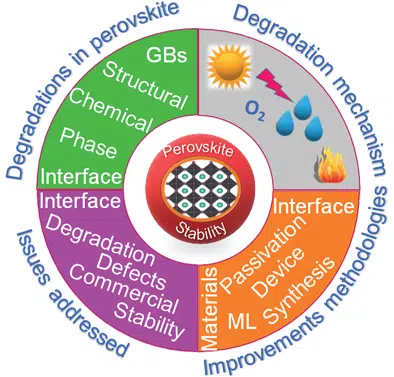 Degradations in perovskite
GBs
Structural
Chemical
Phase
Interface
Degradation mechanism
O2
Perovskite
Stability
Interface
Degradation
Defects
Commercial
Stability
Issues addressed
Interface
Passivation
Device
Synthesis
Materials
ML
Improvements methodologies